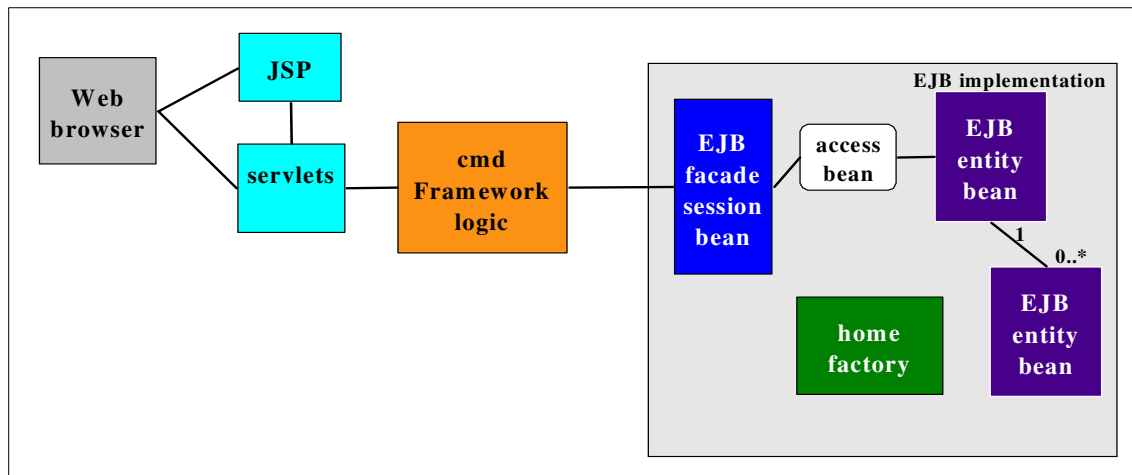 Web
browser
JSP
servlets
cmd
Framework
logic
EJB implementation
EJB
facade
session
bean
access
bean
EJB
entity
bean
1
0..*
EJB
entity
bean
home
factory